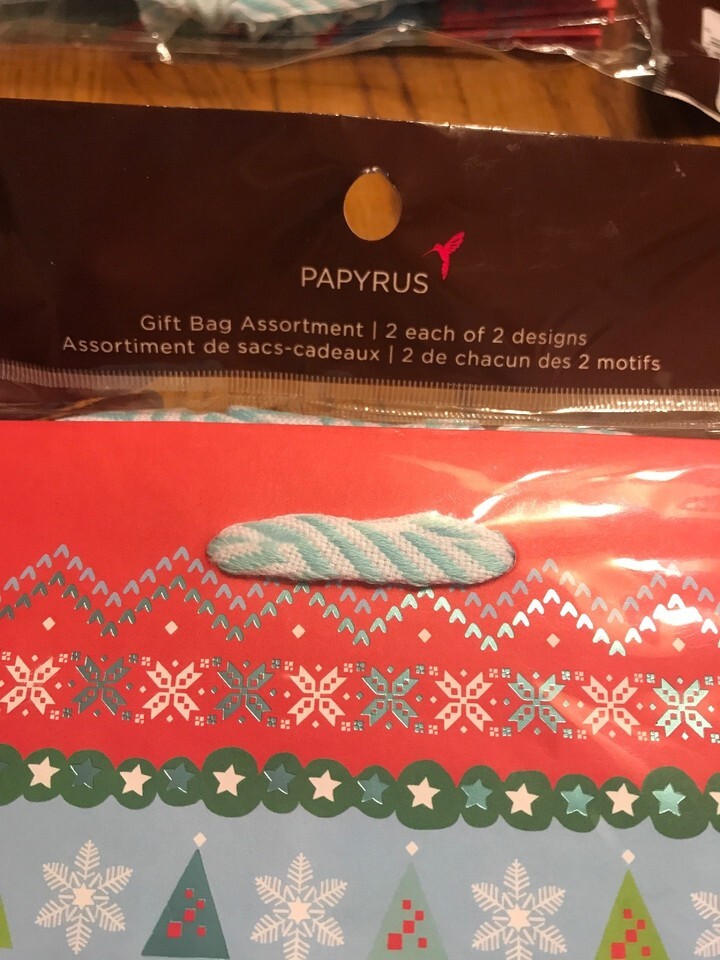 PAPYRUS
Gift Bag Assortment | 2 each of 2 designs
Assortiment de sacs-cadeaux | 2 de chacun des 2 motifs